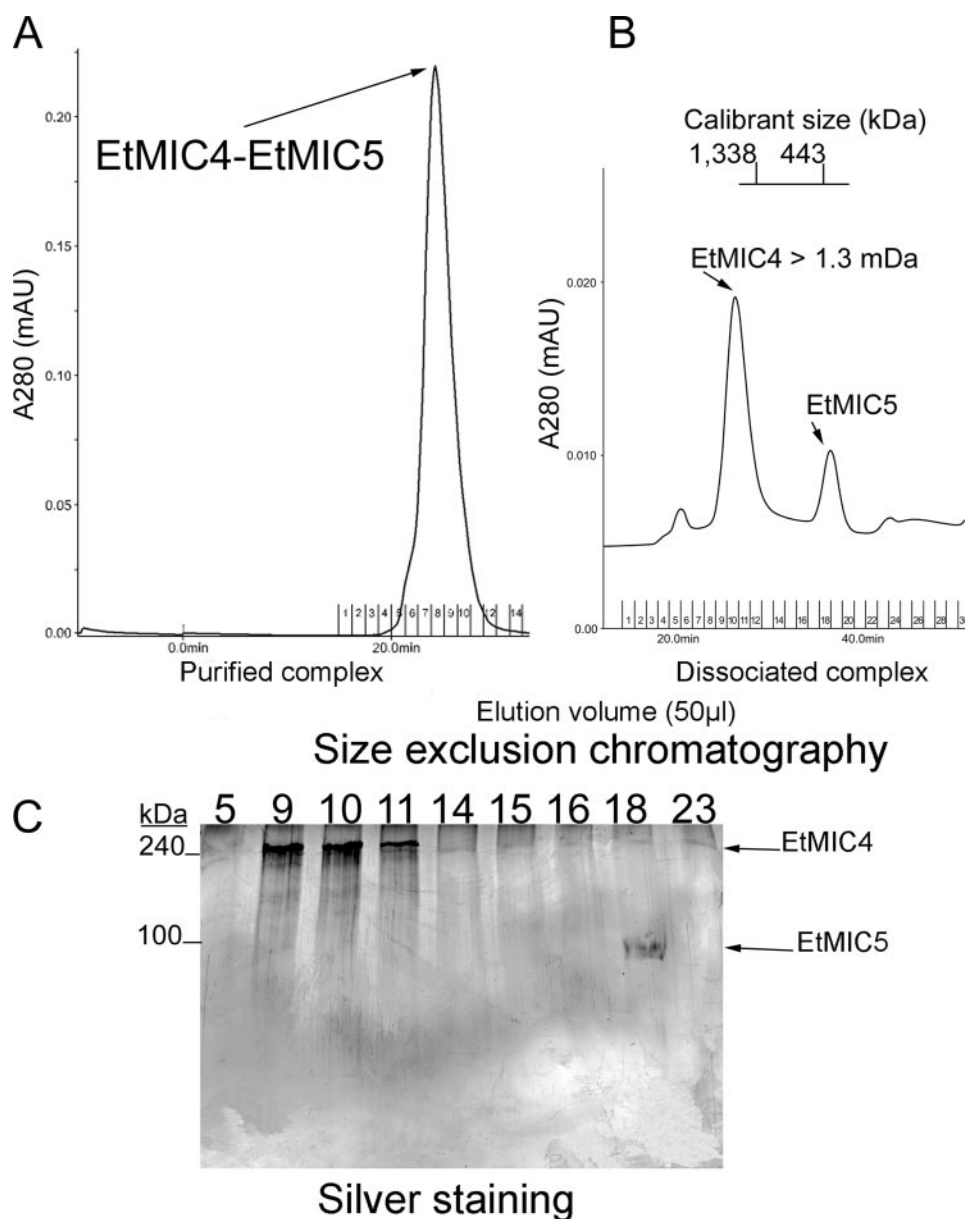 A
0.20
0.15
0.10
0.05
0.00
A280 (mAU)
EtMIC4-EtMIC5
1 2 3 4 5 6 7 8 9 10 12 14
0.0min 20.0min
Purified complex
B
Calibrant size (kDa)
1,338 443
EtMIC4 > 1.3 mDa
EtMIC5
A280 (mAU)
0.020
0.010
0.00
1 2 3 4 5 6 7 8 9 10 11 12 14 16 18 20 22 24 26 28 30
20.0min 40.0min
Dissociated complex
Elution volume (50µl)
Size exclusion chromatography
C
kDa 5 9 10 11 14 15 16 18 23
240
EtMIC4
100
EtMIC5
Silver staining